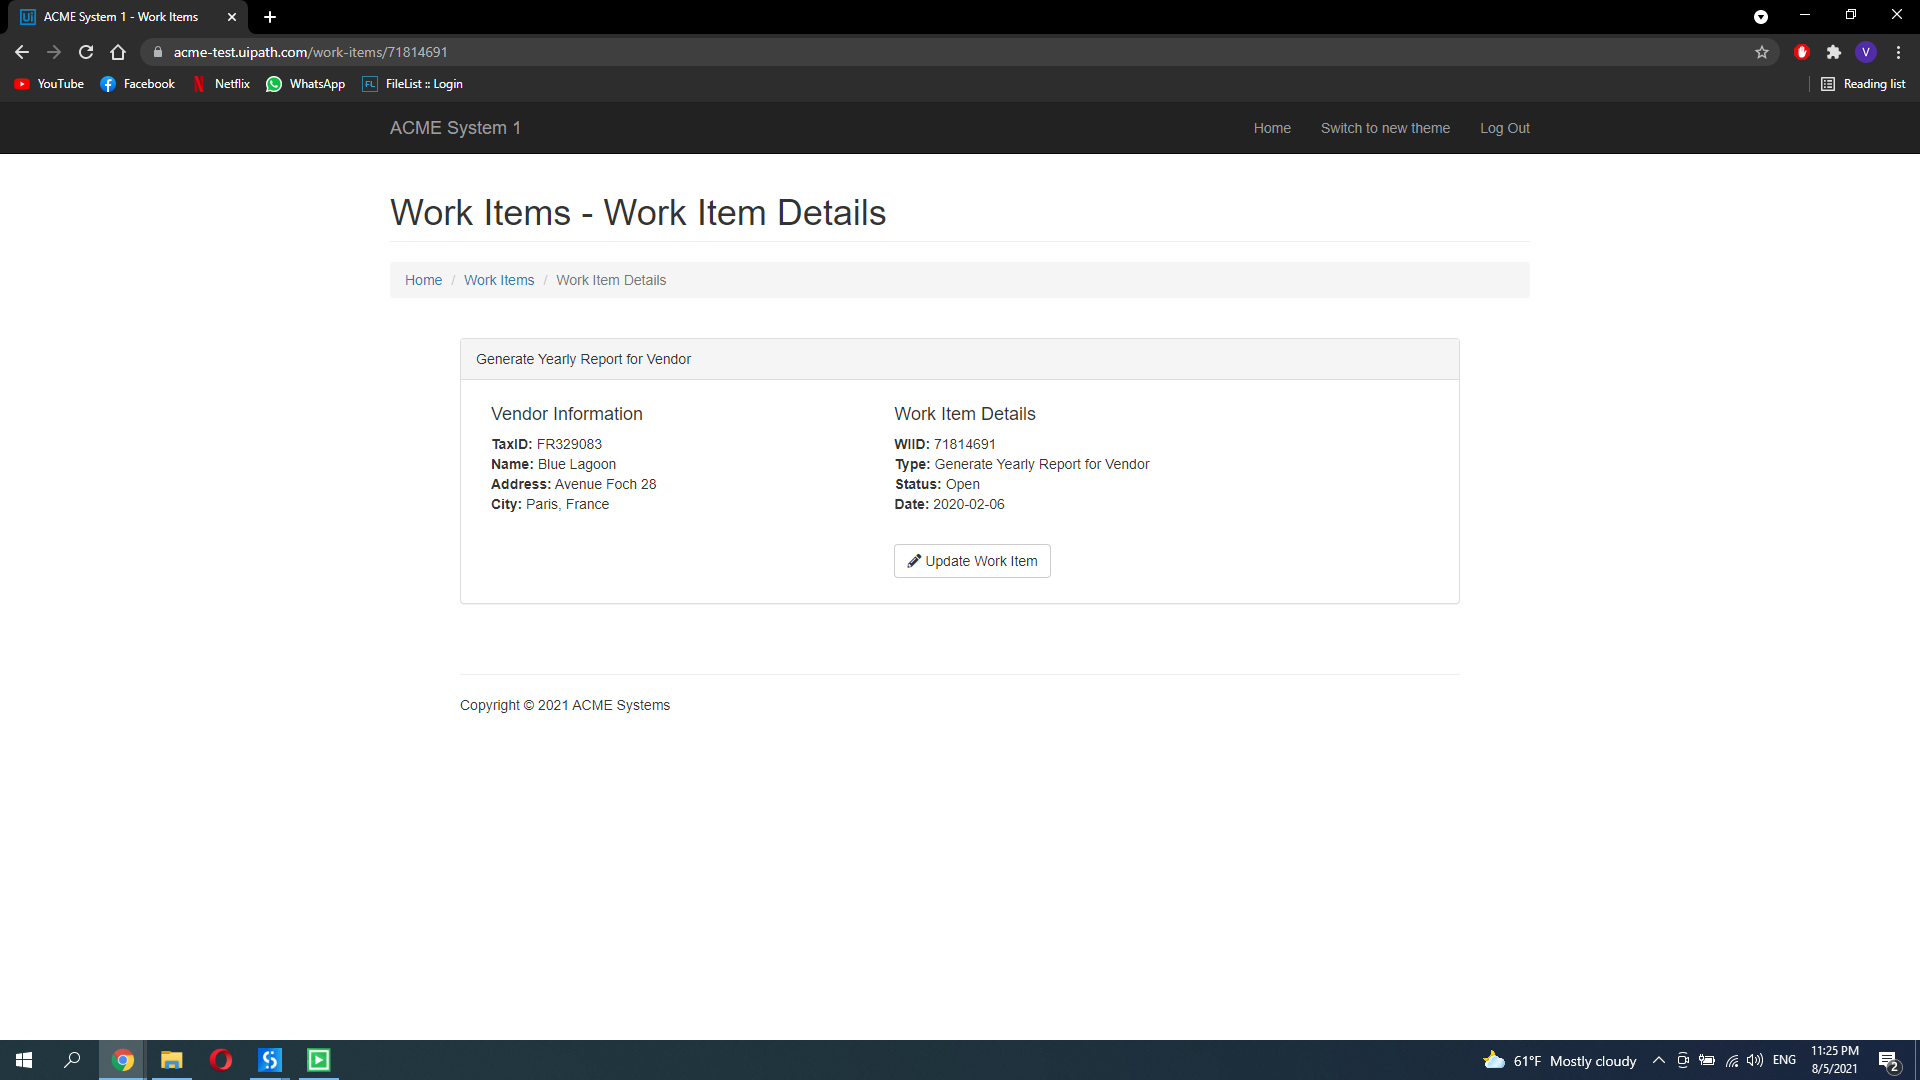 Ui ACME System 1 - Work Items
acme-test.uipath.com/work-items/71814691
V
YouTube Facebook Netflix WhatsApp FL FileList :: Login Reading list
ACME System 1 Home Switch to new theme Log Out
Work Items - Work Item Details
Home / Work Items / Work Item Details
Generate Yearly Report for Vendor
Vendor Information
TaxID: FR329083
Name: Blue Lagoon
Address: Avenue Foch 28
City: Paris, France
Work Item Details
WIID: 71814691
Type: Generate Yearly Report for Vendor
Status: Open
Date: 2020-02-06
Update Work Item
Copyright © 2021 ACME Systems
61°F Mostly cloudy ENG
11:25 PM
8/5/2021
2